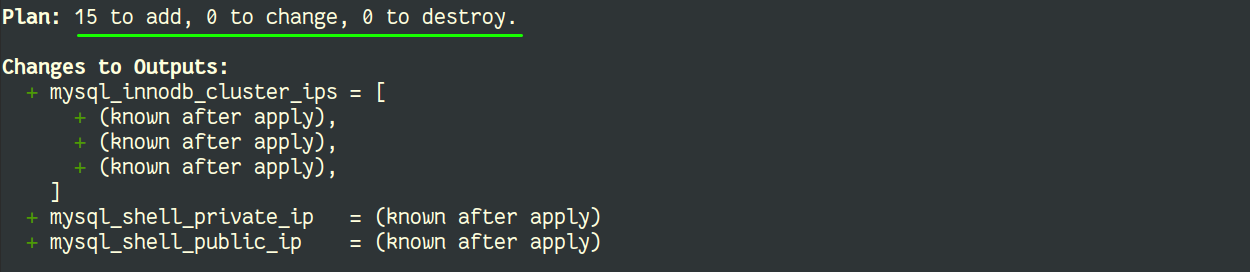 Plan: 15 to add, 0 to change, 0 to destroy.
Changes to Outputs:
  + mysql_innodb_cluster_ips = [
      + (known after apply),
      + (known after apply),
      + (known after apply),
    ]
  + mysql_shell_private_ip   = (known after apply)
  + mysql_shell_public_ip    = (known after apply)